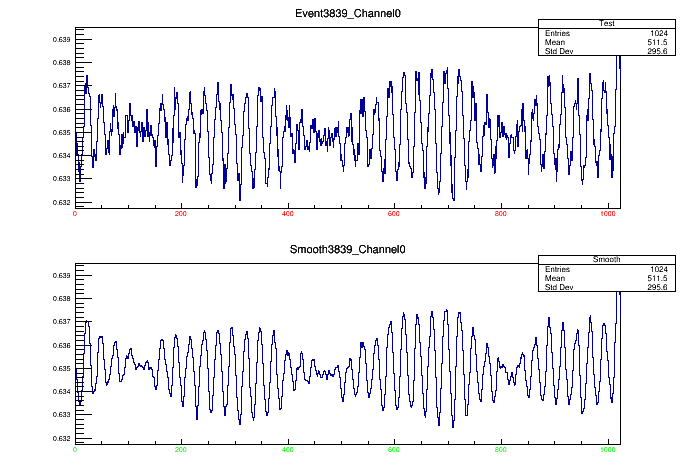 Event3839_Channel0
Test
Entries 1024
Mean 511.5
Std Dev 295.6
0.639
0.638
0.637
0.636
0.635
0.634
0.633
0.632
0 200 400 600 800 1000
Smooth3839_Channel0
Smooth
Entries 1024
Mean 511.5
Std Dev 295.6
0.639
0.638
0.637
0.636
0.635
0.634
0.633
0.632
0 200 400 600 800 1000